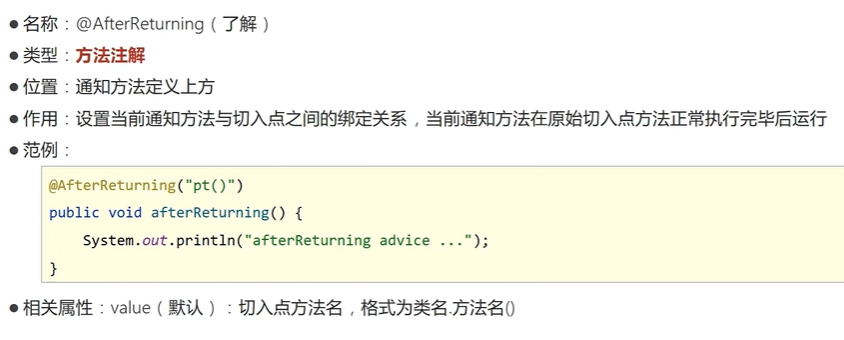 ● 名称：@AfterReturning（了解）
● 类型：方法注解
● 位置：通知方法定义上方
● 作用：设置当前通知方法与切入点之间的绑定关系，当前通知方法在原始切入点方法正常执行完毕后运行
● 范例：
@AfterReturning("pt()")
public void afterReturning() {
    System.out.println("afterReturning advice ...");
}
● 相关属性：value（默认）：切入点方法名，格式为类名.方法名()